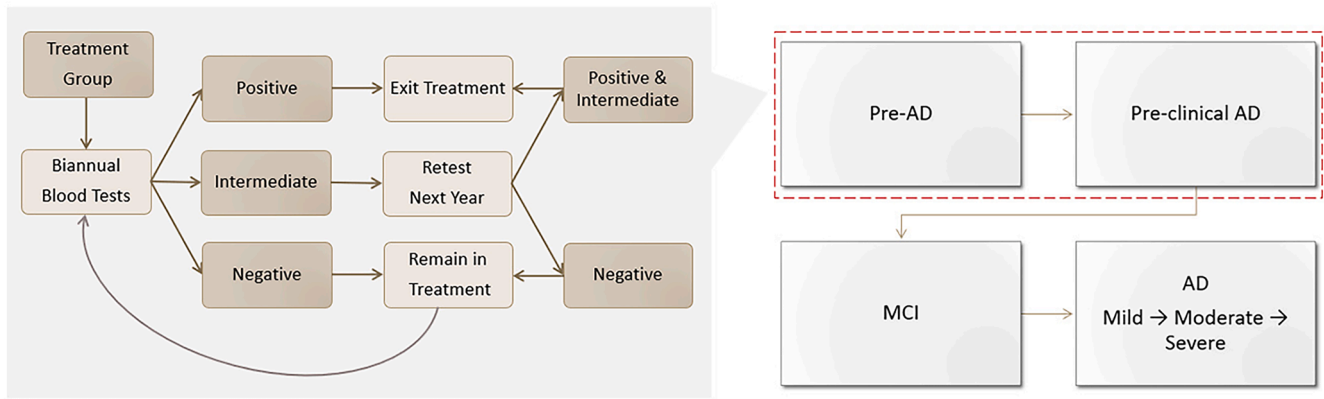 Treatment
Group
Biannual
Blood Tests
Positive
Intermediate
Negative
Exit Treatment
Retest
Next Year
Remain in
Treatment
Positive &
Intermediate
Negative
Pre-AD
Pre-clinical AD
MCI
AD
Mild → Moderate →
Severe